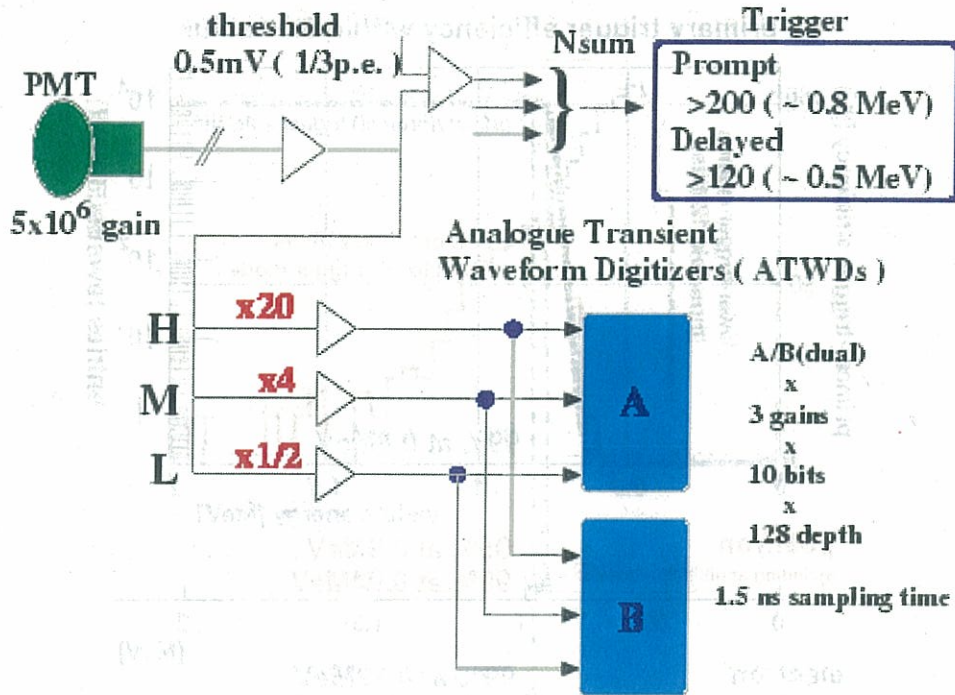 threshold
0.5mV ( 1/3p.e. )
PMT
5x10⁶ gain
Nsum
Trigger
Prompt
>200 ( ~ 0.8 MeV)
Delayed
>120 ( ~ 0.5 MeV)
Analogue Transient
Waveform Digitizers ( ATWDs )
H
x20
M
x4
L
x1/2
A
B
A/B(dual)
x
3 gains
x
10 bits
x
128 depth
1.5 ns sampling time